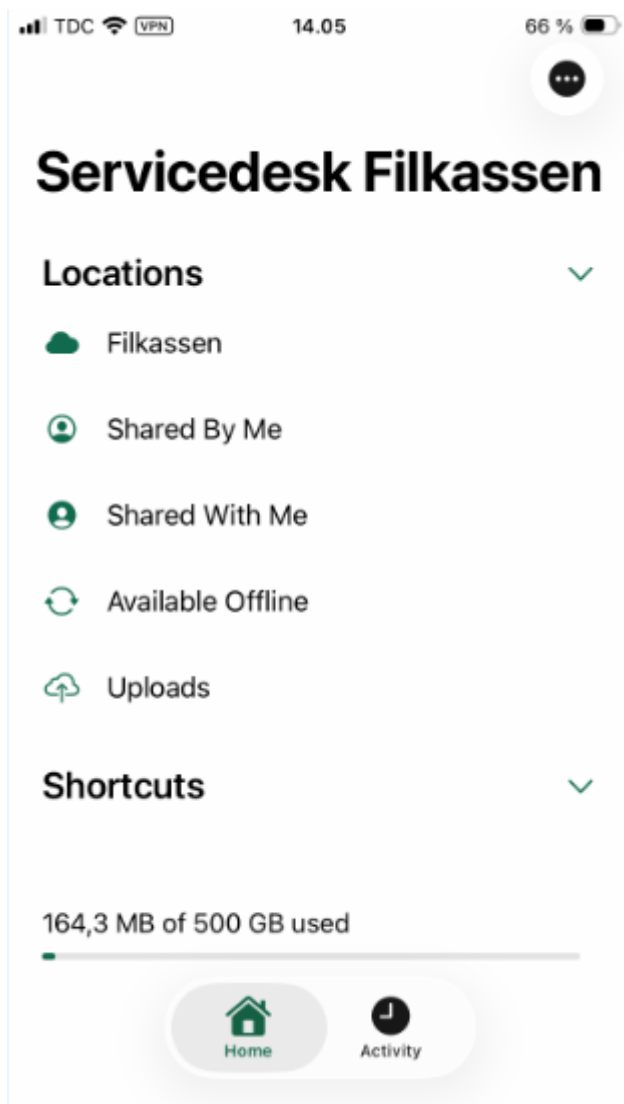 TDC VPN 14.05 66 %
Servicedesk Filkassen
Locations
Filkassen
Shared By Me
Shared With Me
Available Offline
Uploads
Shortcuts
164,3 MB of 500 GB used
Home Activity